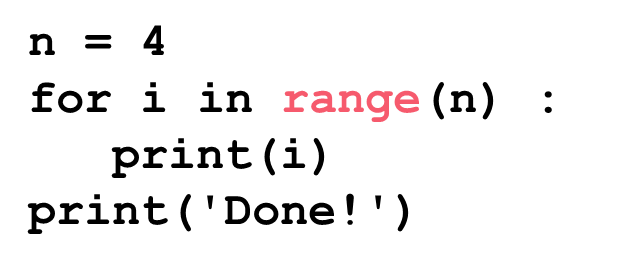 n = 4
for i in range(n) :
   print(i)
print('Done!')